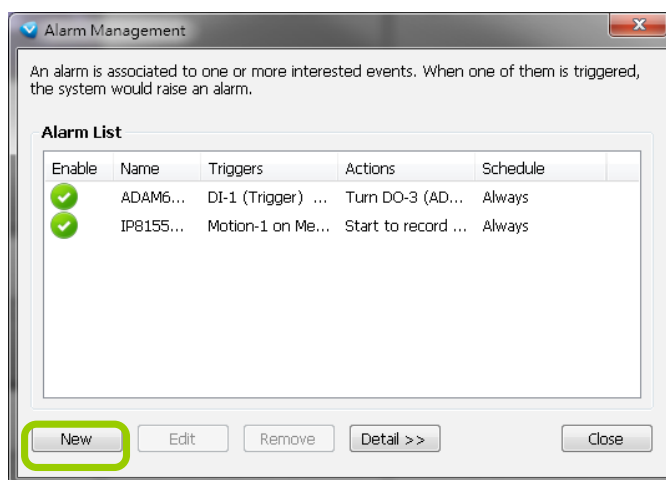 Alarm Management
An alarm is associated to one or more interested events. When one of them is triggered,
the system would raise an alarm.
Alarm List
Enable Name Triggers Actions Schedule
ADAM6... DI-1 (Trigger) ... Turn DO-3 (AD... Always
IP8155... Motion-1 on Me... Start to record ... Always
New Edit Remove Detail >> Close